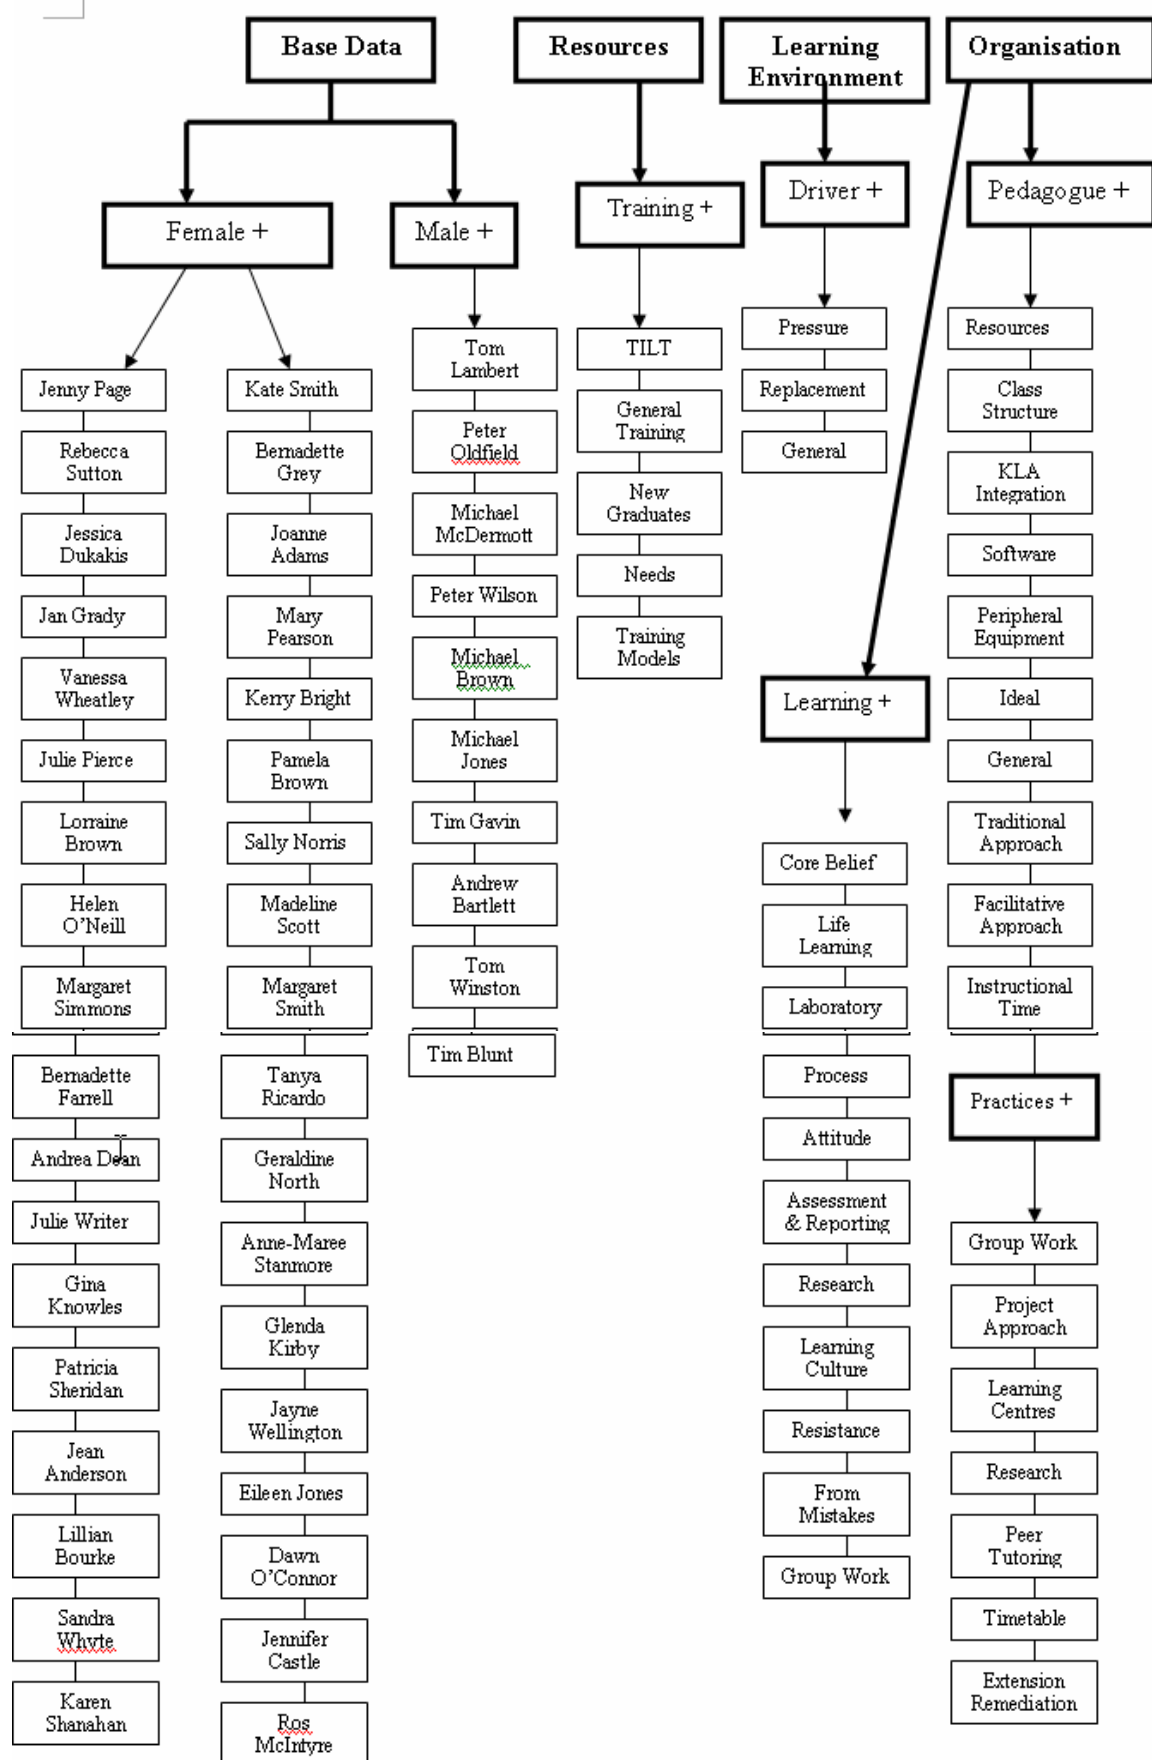 Base Data
Resources
Learning
Environment
Organisation
Female +
Male +
Training +
Driver +
Pedagogue +
Jenny Page
Rebecca
Sutton
Jessica
Dukakis
Jan Grady
Vanessa
Wheatley
Julie Pierce
Lorraine
Brown
Helen
O'Neill
Margaret
Simmons
Bernadette
Farrell
Andrea Dean
Julie Writer
Gina
Knowles
Patricia
Sheridan
Jean
Anderson
Lillian
Bourke
Sandra
Whyte
Karen
Shanahan
Kate Smith
Bernadette
Grey
Joanne
Adams
Mary
Pearson
Kerry Bright
Pamela
Brown
Sally Norris
Madeline
Scott
Margaret
Smith
Tanya
Ricardo
Geraldine
North
Anne-Maree
Stanmore
Glenda
Kirby
Jayne
Wellington
Eileen Jones
Dawn
O'Connor
Jennifer
Castle
Ros
McIntyre
Tom
Lambert
Peter
Oldfield
Michael
McDermott
Peter Wilson
Michael
Brown
Michael
Jones
Tim Gavin
Andrew
Bartlett
Tom
Winston
Tim Blunt
TILT
General
Training
New
Graduates
Needs
Training
Models
Pressure
Replacement
General
Learning +
Core Belief
Life
Learning
Laboratory
Process
Attitude
Assessment
& Reporting
Research
Learning
Culture
Resistance
From
Mistakes
Group Work
Resources
Class
Structure
KLA
Integration
Software
Peripheral
Equipment
Ideal
General
Traditional
Approach
Facilitative
Approach
Instructional
Time
Practices +
Group Work
Project
Approach
Learning
Centres
Research
Peer
Tutoring
Timetable
Extension
Remediation